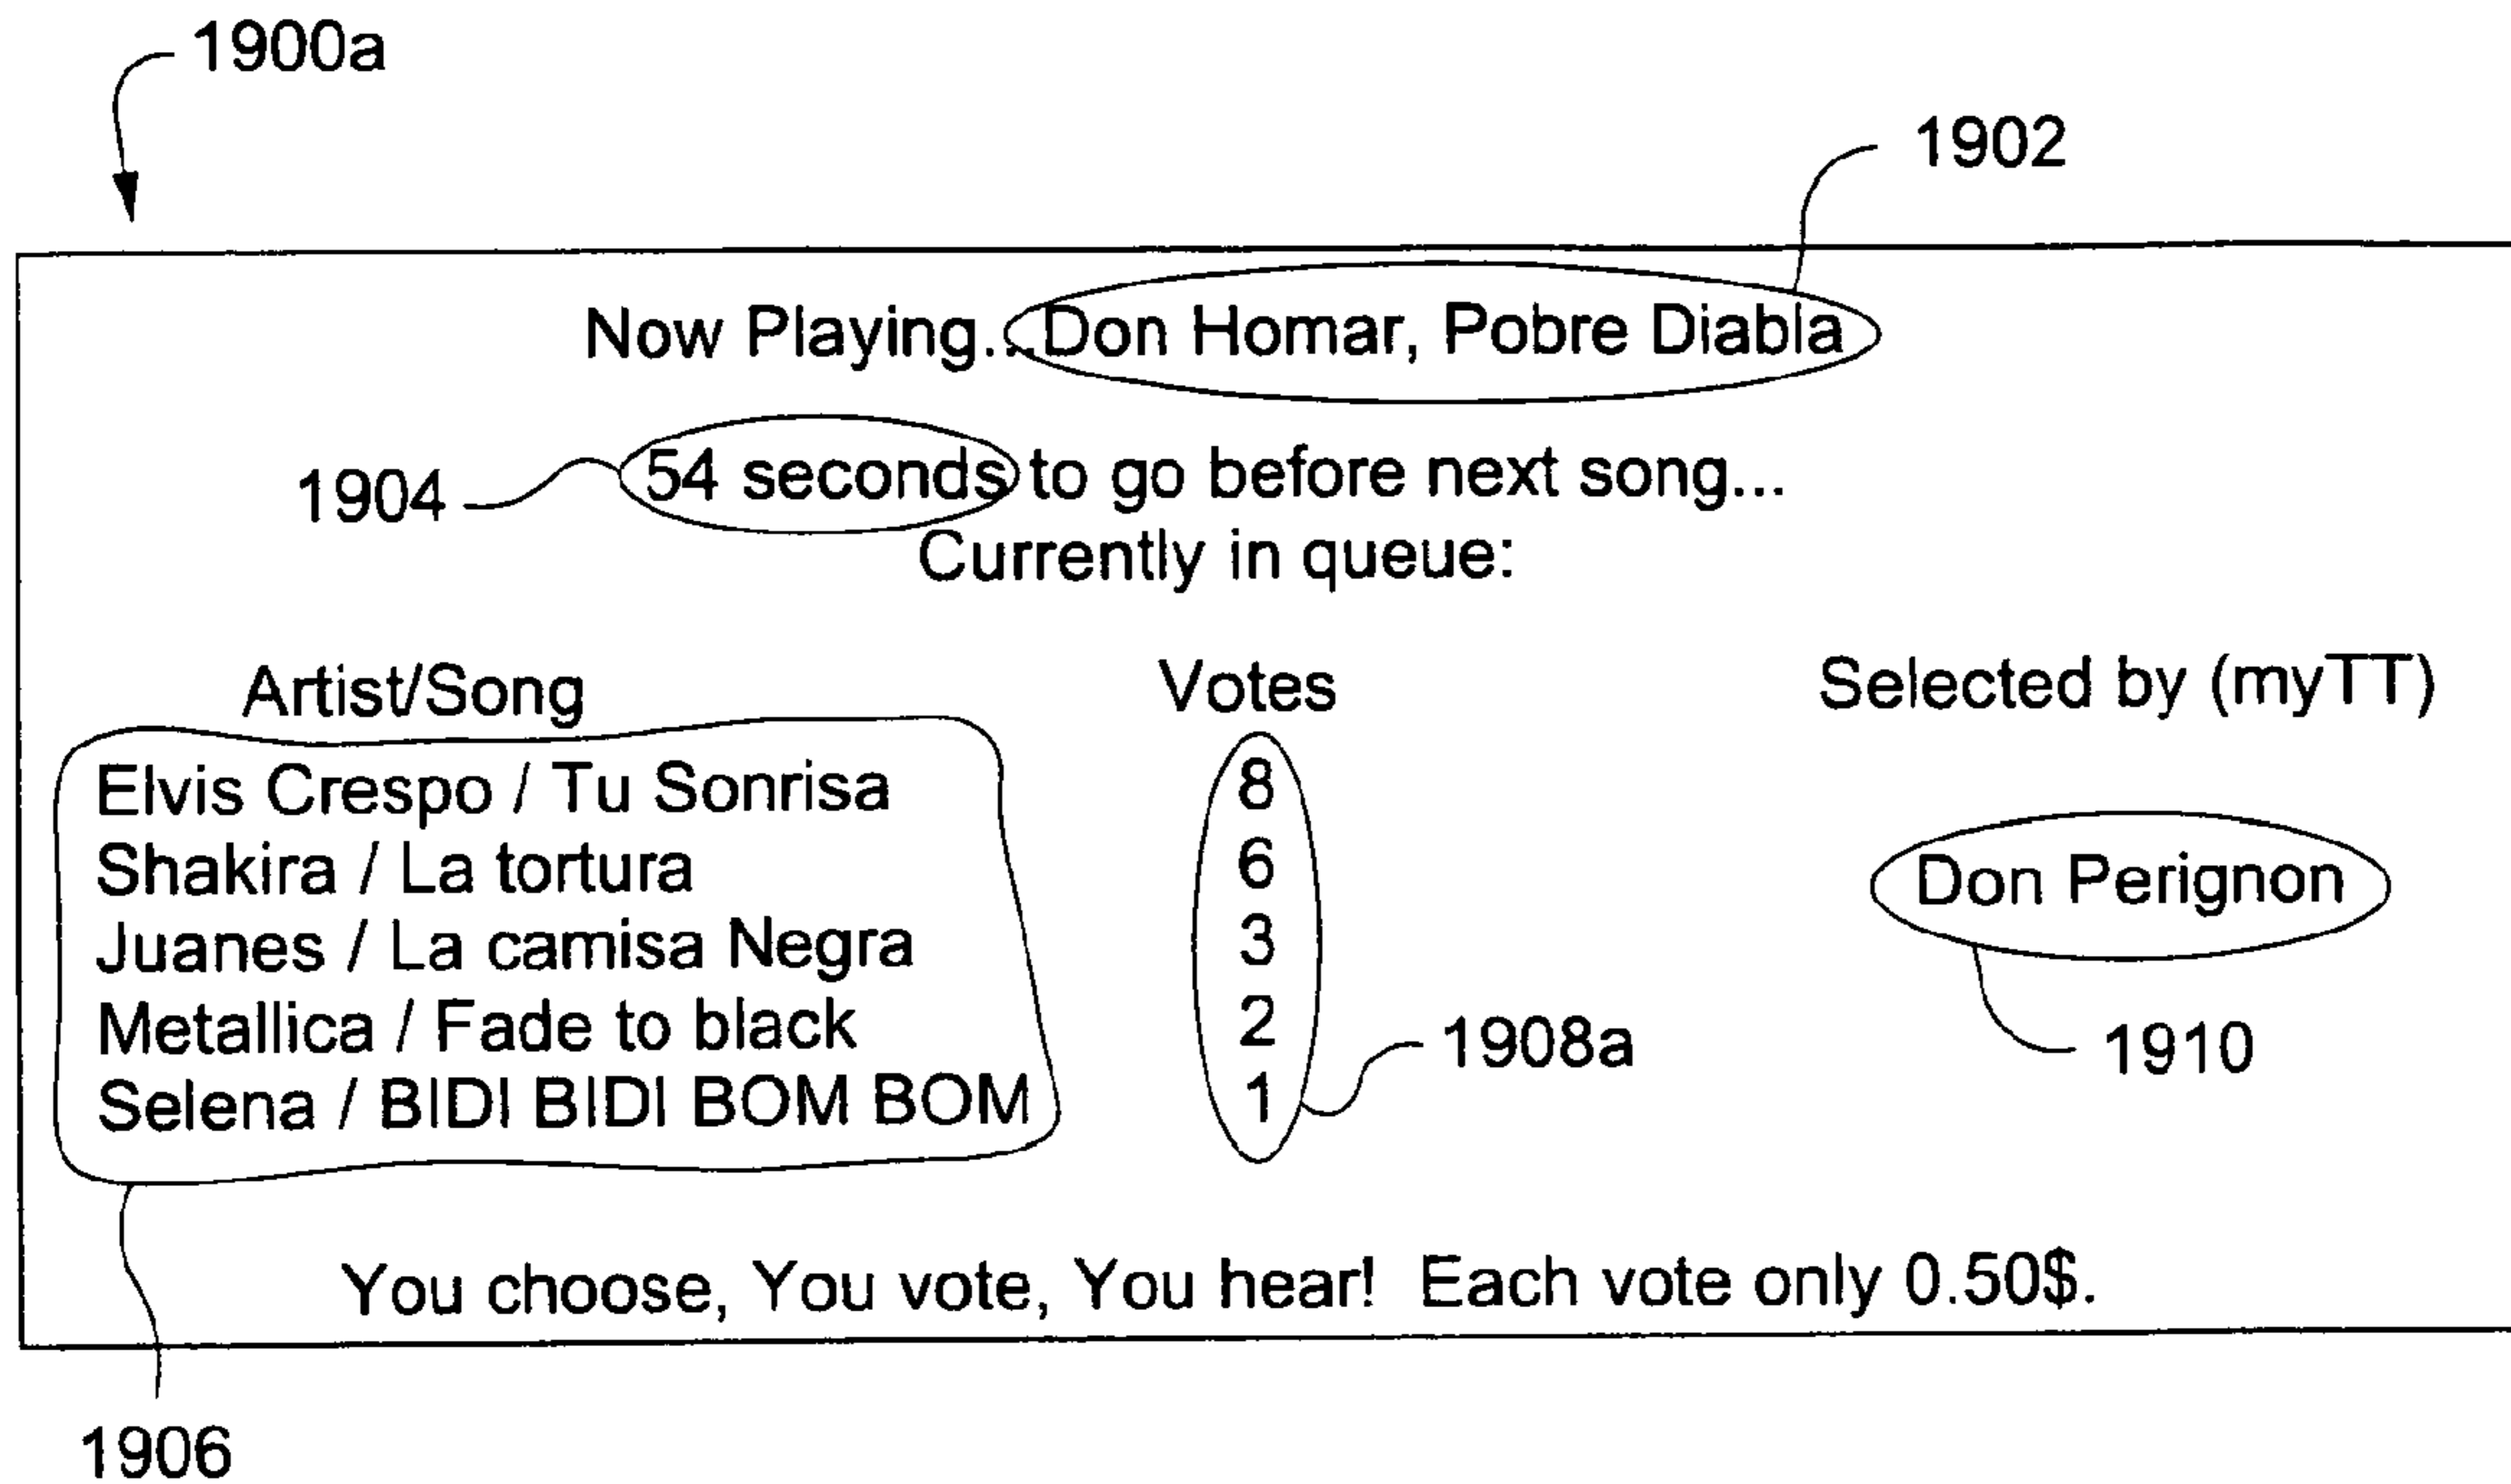 1900a
1902
Now Playing...Don Homar, Pobre Diabla
1904 54 seconds to go before next song...
Currently in queue:
Artist/Song Votes Selected by (myTT)
Elvis Crespo / Tu Sonrisa 8
Shakira / La tortura 6 Don Perignon
Juanes / La camisa Negra 3
Metallica / Fade to black 2 1908a 1910
Selena / BIDI BIDI BOM BOM 1
You choose, You vote, You hear! Each vote only 0.50$.
1906